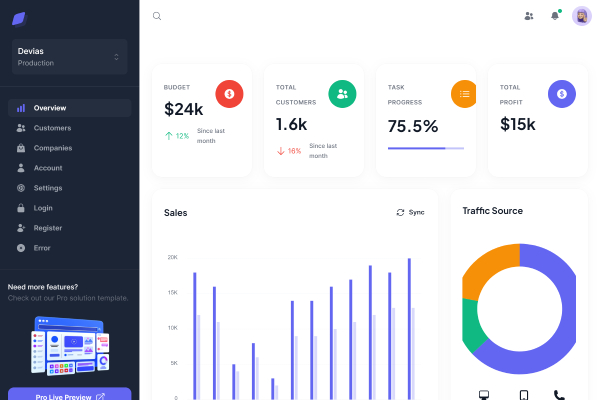 Devias
Production
Overview
Customers
Companies
Account
Settings
Login
Register
Error
Need more features?
Check out our Pro solution template.
Pro Live Preview
BUDGET
$24k
12%
Since last
month
TOTAL
CUSTOMERS
1.6k
16%
Since last
month
TASK
PROGRESS
75.5%
TOTAL
PROFIT
$15k
Sales
Sync
20K
15K
10K
5K
0
Traffic Source